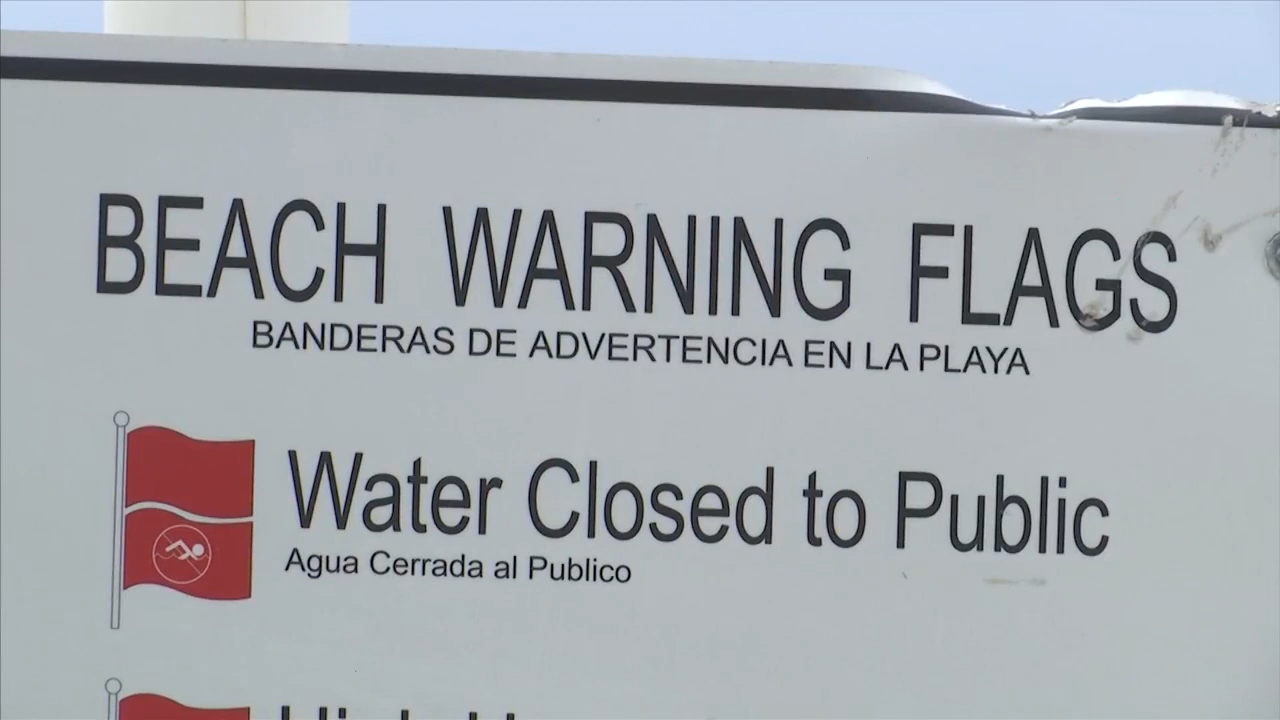 BEACH WARNING FLAGS
BANDERAS DE ADVERTENCIA EN LA PLAYA
Water Closed to Public
Agua Cerrada al Publico